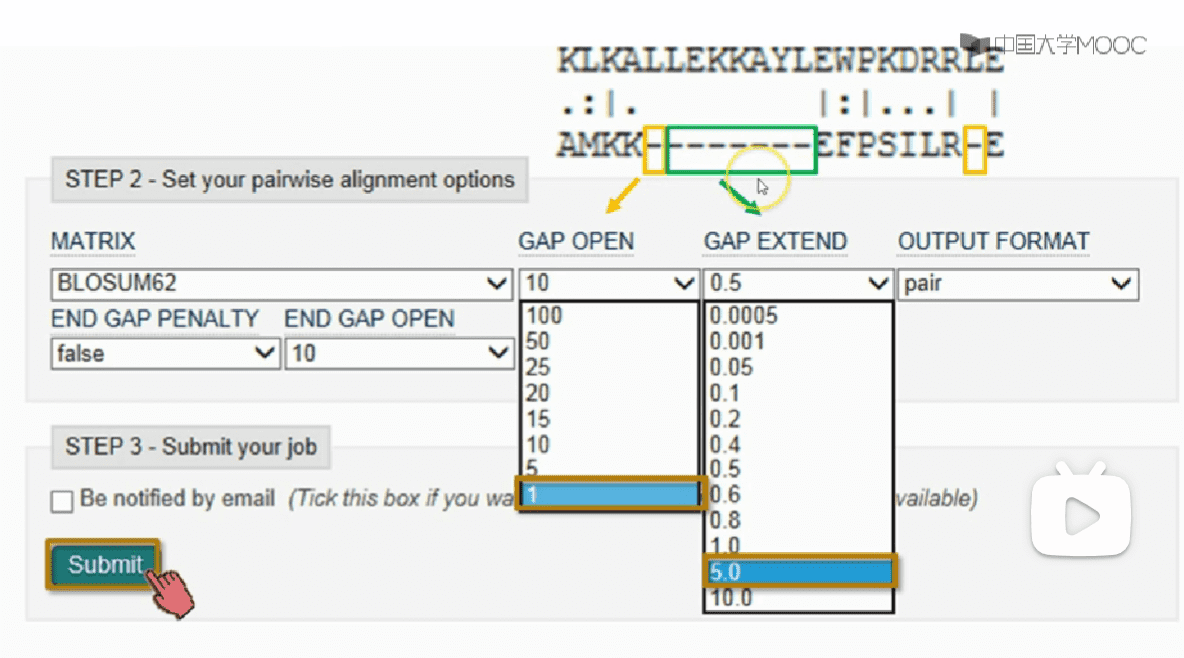 中国大学MOOC
KLKALLEKKAYLEWPKDRRLE
.:|.        |:|...| |
AMKK--------EFPSILR-E
STEP 2 - Set your pairwise alignment options
MATRIX GAP OPEN GAP EXTEND OUTPUT FORMAT
BLOSUM62 10 0.5 pair
END GAP PENALTY END GAP OPEN
false 10
100
50
25
20
15
10
5
1
0.0005
0.001
0.05
0.1
0.2
0.4
0.5
0.6
0.8
1.0
5.0
10.0
STEP 3 - Submit your job
Be notified by email (Tick this box if you wa vailable)
Submit